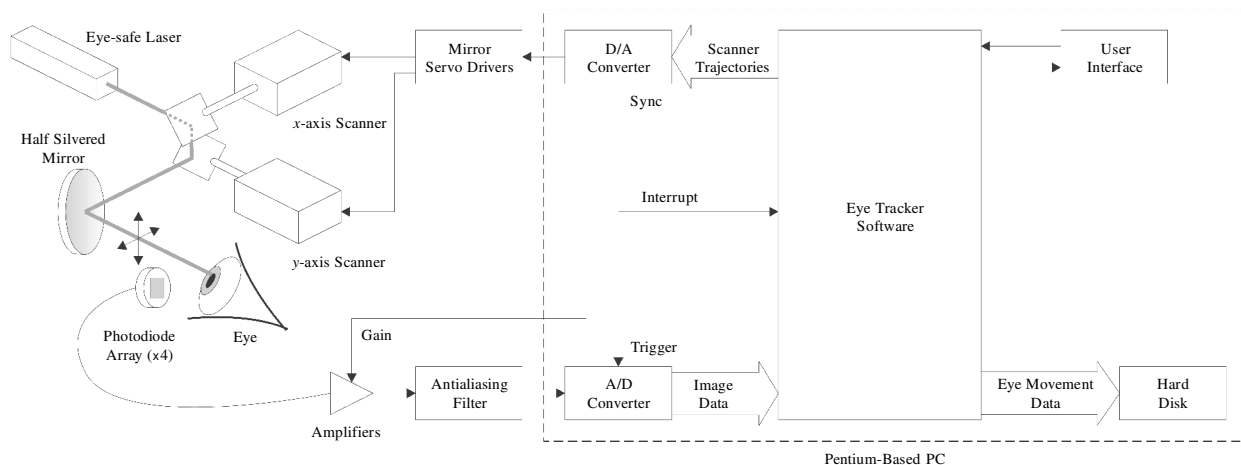 Eye-safe Laser
Mirror
Servo Drivers
D/A
Converter
Scanner
Trajectories
User
Interface
Sync
x-axis Scanner
Half Silvered
Mirror
Interrupt
Eye Tracker
Software
y-axis Scanner
Photodiode
Array (x4)
Eye
Gain
Trigger
Antialiasing
Filter
A/D
Converter
Image
Data
Eye Movement
Data
Hard
Disk
Amplifiers
Pentium-Based PC